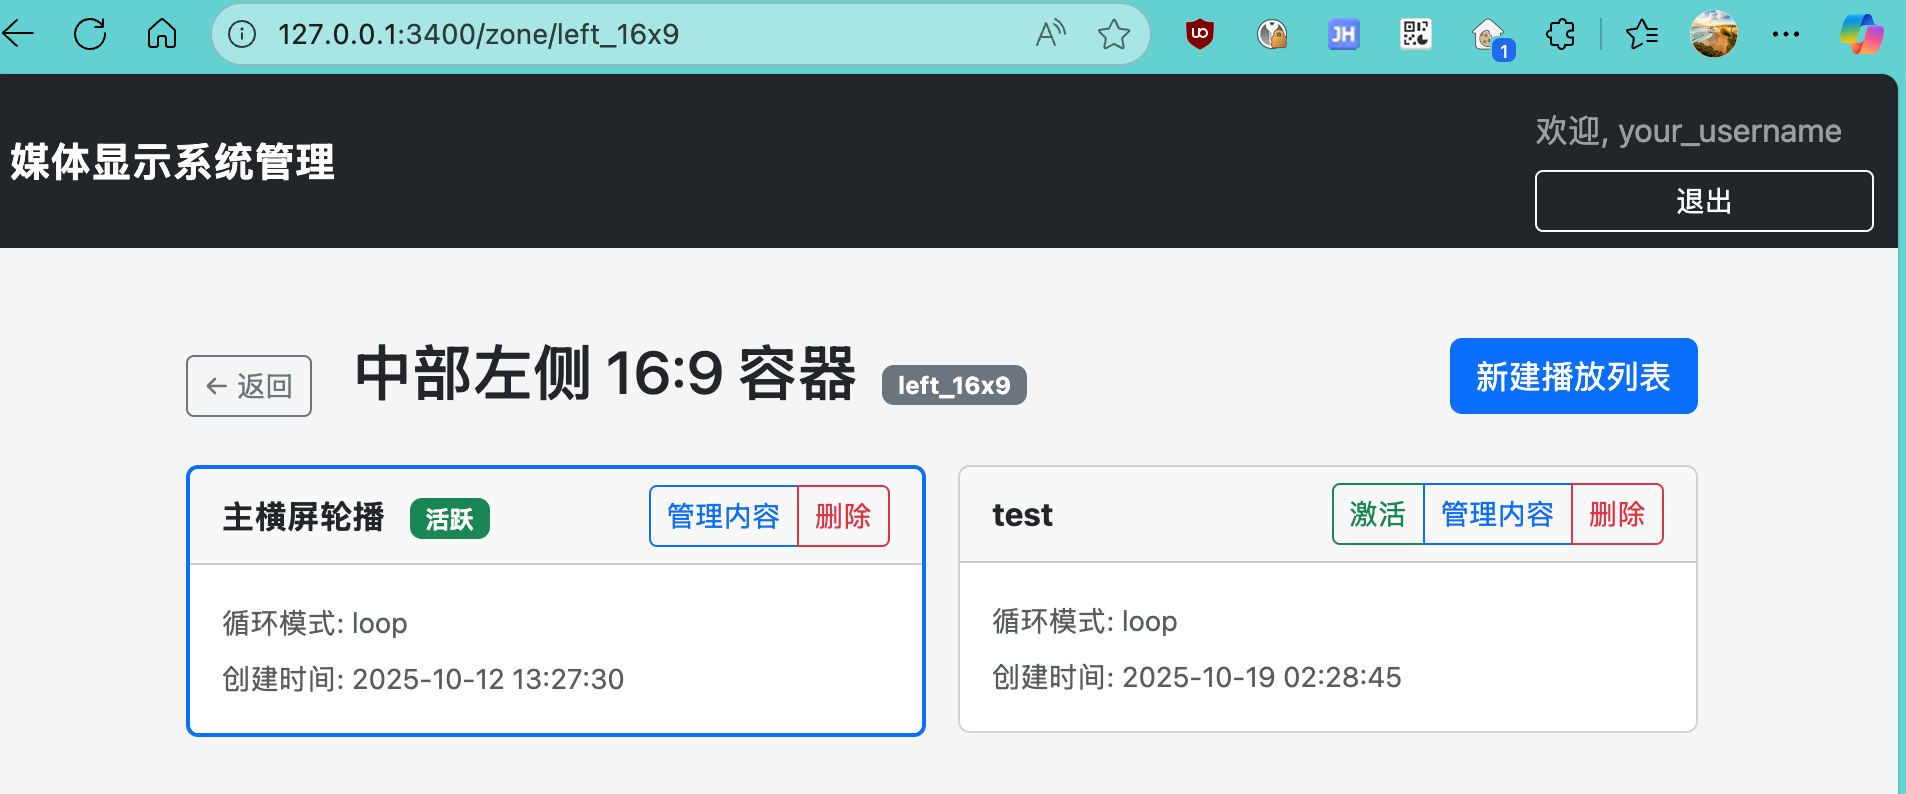 127.0.0.1:3400/zone/left_16x9
A
UO
JH
1
媒体显示系统管理
欢迎, your_username
退出
← 返回
中部左侧 16:9 容器
left_16x9
新建播放列表
主横屏轮播
活跃
管理内容
删除
循环模式: loop
创建时间: 2025-10-12 13:27:30
test
激活
管理内容
删除
循环模式: loop
创建时间: 2025-10-19 02:28:45